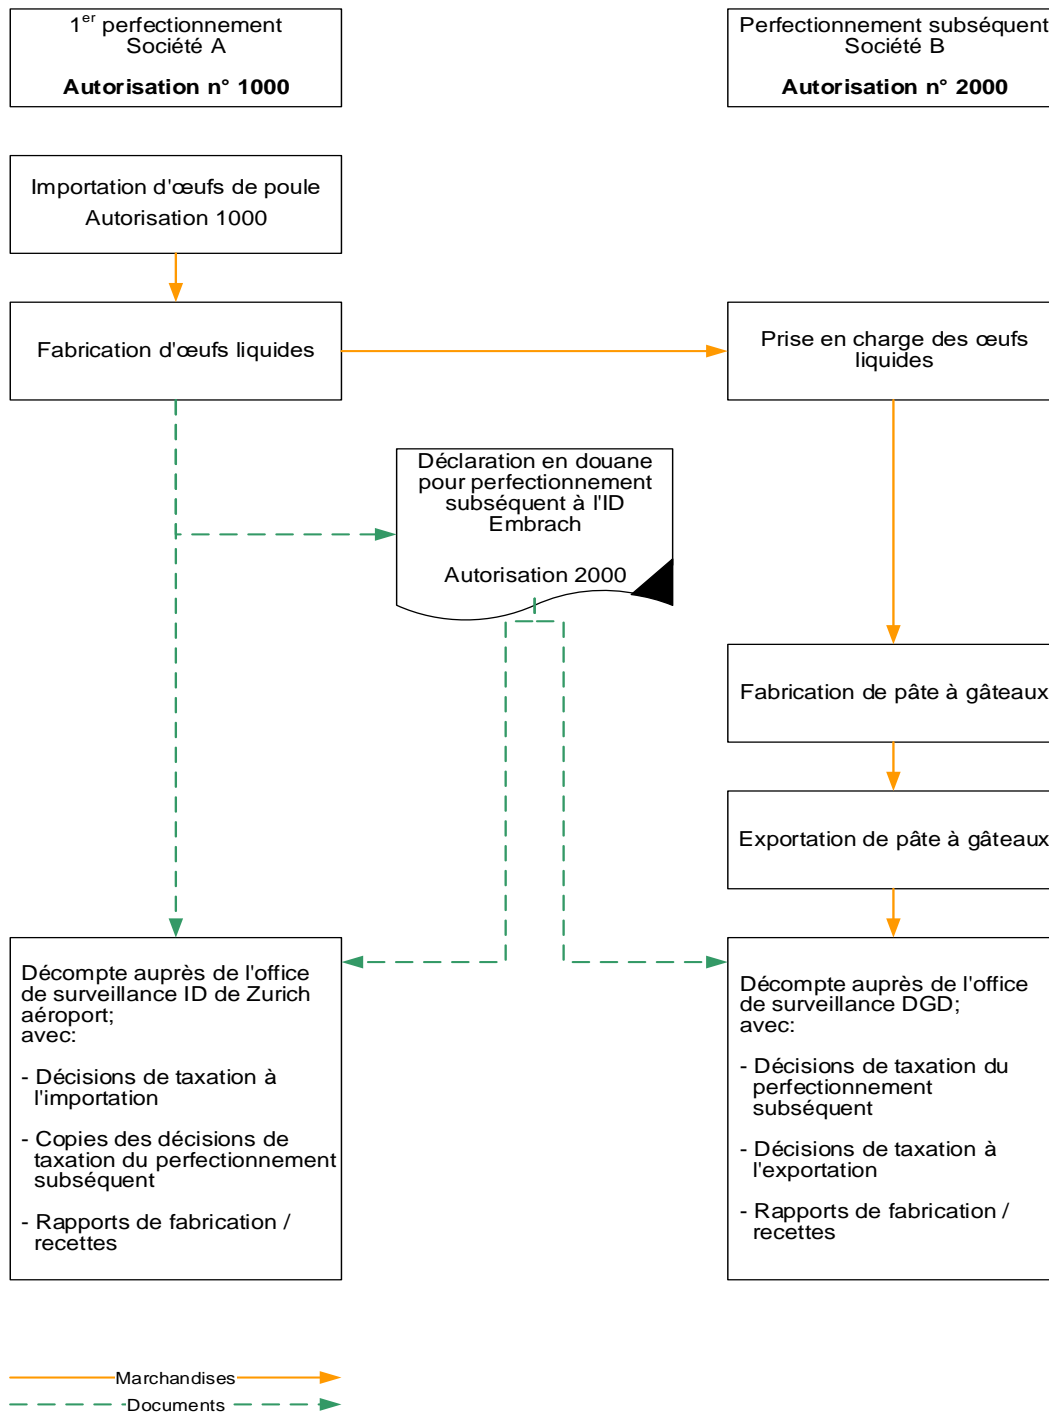 1er perfectionnement
Société A
Autorisation n° 1000
Perfectionnement subséquent
Société B
Autorisation n° 2000
Importation d'œufs de poule
Autorisation 1000
Fabrication d'œufs liquides
Prise en charge des œufs
liquides
Déclaration en douane
pour perfectionnement
subséquent à l'ID
Embrach
Autorisation 2000
Fabrication de pâte à gâteaux
Exportation de pâte à gâteaux
Décompte auprès de l'office
de surveillance ID de Zurich
aéroport;
avec:
- Décisions de taxation à
l'importation
- Copies des décisions de
taxation du perfectionnement
subséquent
- Rapports de fabrication /
recettes
Décompte auprès de l'office
de surveillance DGD;
avec:
- Décisions de taxation du
perfectionnement
subséquent
- Décisions de taxation à
l'exportation
- Rapports de fabrication /
recettes
Marchandises
Documents